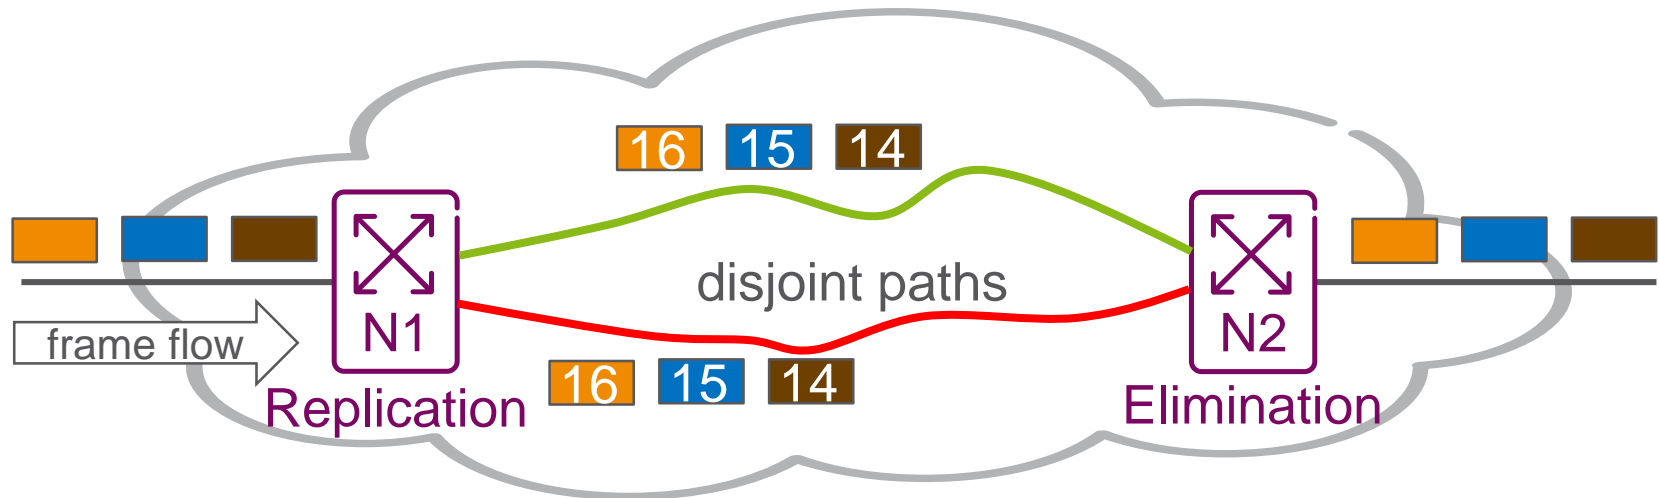 16 15 14
disjoint paths
N1
N2
frame flow
16 15 14
Replication
Elimination